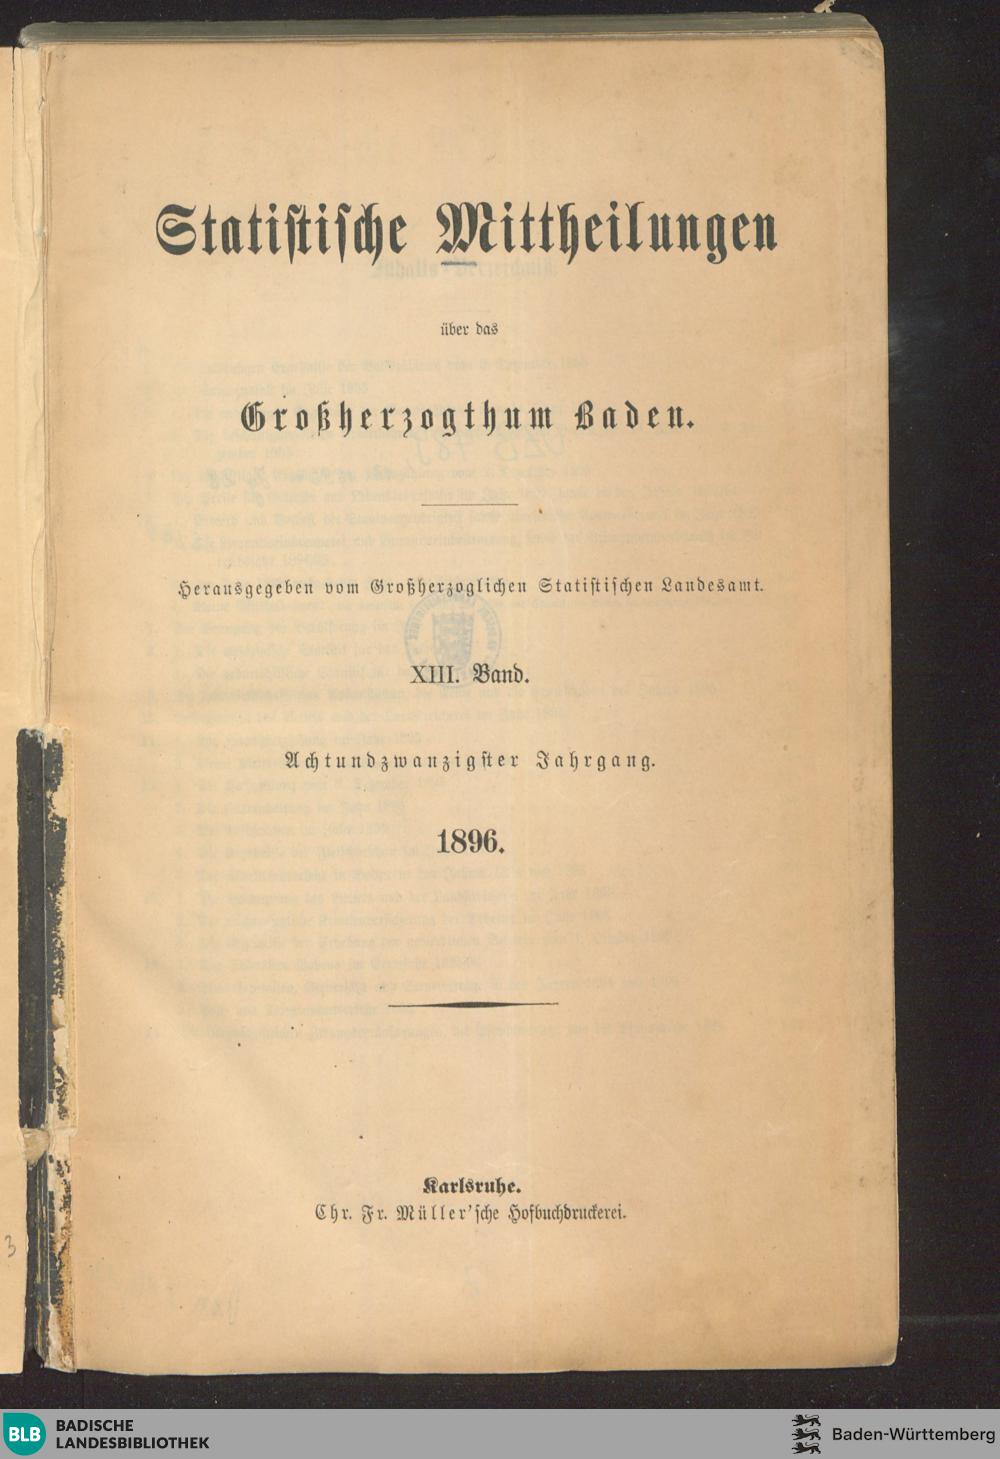 Statistische Mittheilungen
über das
Großherzogthum Baden.
Herausgegeben vom Großherzoglichen Statistischen Landesamt.
XIII. Band.
Achtundzwanzigster Jahrgang.
1896.
Karlsruhe.
Chr. Fr. Müller'sche Hofbuchdruckerei.
3
BLB BADISCHE
LANDESBIBLIOTHEK
Baden-Württemberg